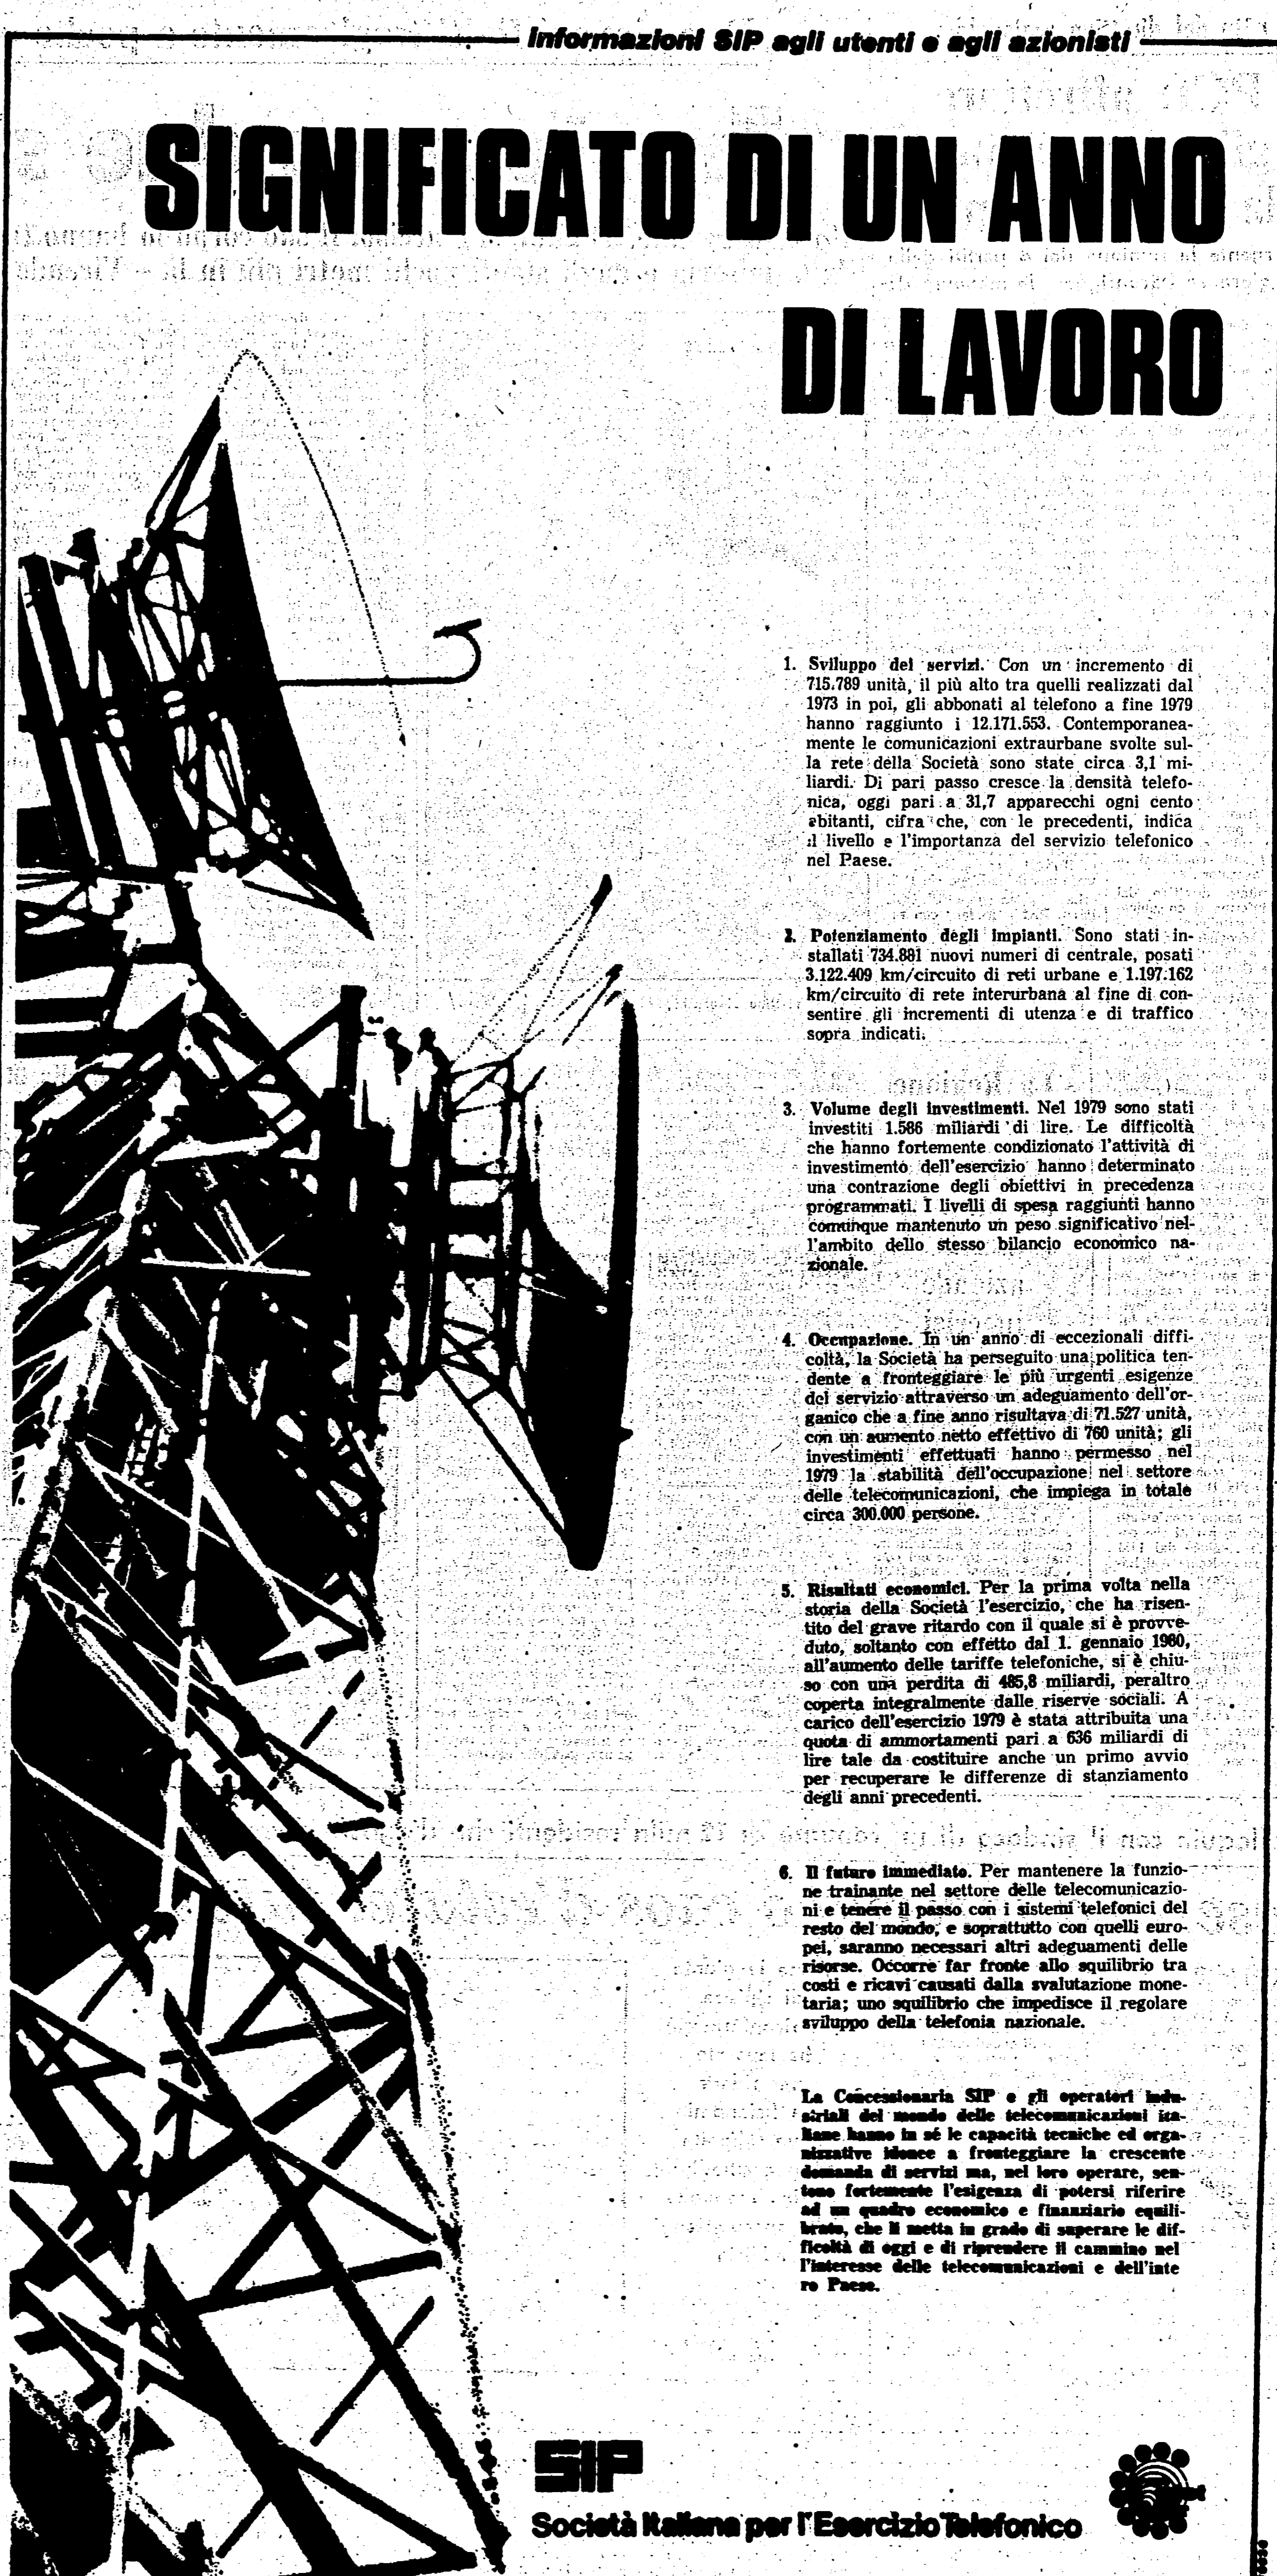 Informazioni SIP agli utenti e agli azionisti
SIGNIFICATO DI UN ANNO
DI LAVORO
1. Sviluppo dei servizi. Con un incremento di
715.789 unità, il più alto tra quelli realizzati dal
1973 in poi, gli abbonati al telefono a fine 1979
hanno raggiunto i 12.171.553. Contemporanea-
mente le comunicazioni extraurbane svolte sul-
la rete della Società sono state circa 3,1 mi-
liardi. Di pari passo cresce la densità telefo-
nica, oggi pari a 31,7 apparecchi ogni cento
abitanti, cifra che, con le precedenti, indica
il livello e l'importanza del servizio telefonico
nel Paese.
2. Potenziamento degli impianti. Sono stati in-
stallati 734.881 nuovi numeri di centrale, posati
3.122.409 km/circuito di reti urbane e 1.197.162
km/circuito di rete interurbana al fine di con-
sentire gli incrementi di utenza e di traffico
sopra indicati.
3. Volume degli investimenti. Nel 1979 sono stati
investiti 1.586 miliardi di lire. Le difficoltà
che hanno fortemente condizionato l'attività di
investimento dell'esercizio hanno determinato
una contrazione degli obiettivi in precedenza
programmati. I livelli di spesa raggiunti hanno
comunque mantenuto un peso significativo nel-
l'ambito dello stesso bilancio economico na-
zionale.
4. Occupazione. In un anno di eccezionali diffi-
coltà, la Società ha perseguito una politica ten-
dente a fronteggiare le più urgenti esigenze
del servizio attraverso un adeguamento dell'or-
ganico che a fine anno risultava di 71.527 unità,
con un aumento netto effettivo di 760 unità; gli
investimenti effettuati hanno permesso nel
1979 la stabilità dell'occupazione nel settore
delle telecomunicazioni, che impiega in totale
circa 300.000 persone.
5. Risultati economici. Per la prima volta nella
storia della Società l'esercizio, che ha risen-
tito del grave ritardo con il quale si è provve-
duto, soltanto con effetto dal 1. gennaio 1980,
all'aumento delle tariffe telefoniche, si è chiu-
so con una perdita di 485,8 miliardi, peraltro
coperta integralmente dalle riserve sociali. A
carico dell'esercizio 1979 è stata attribuita una
quota di ammortamenti pari a 636 miliardi di
lire tale da costituire anche un primo avvio
per recuperare le differenze di stanziamento
degli anni precedenti.
6. Il futuro immediato. Per mantenere la funzio-
ne trainante nel settore delle telecomunicazio-
ni e tenere il passo con i sistemi telefonici del
resto del mondo, e soprattutto con quelli euro-
pei, saranno necessari altri adeguamenti delle
risorse. Occorre far fronte allo squilibrio tra
costi e ricavi causati dalla svalutazione mone-
taria; uno squilibrio che impedisce il regolare
sviluppo della telefonia nazionale.
La Concessionaria SIP e gli operatori indu-
striali del mondo delle telecomunicazioni ita-
liane hanno in sé le capacità tecniche ed orga-
nizzative idonee a fronteggiare la crescente
domanda di servizi ma, nel loro operare, sen-
tono fortemente l'esigenza di potersi riferire
ad un quadro economico e finanziario equili-
brato, che li metta in grado di superare le dif-
ficoltà di oggi e di riprendere il cammino nel
l'interesse delle telecomunicazioni e dell'inte
ro Paese.
SIP
Società Italiana per l'Esercizio Telefonico